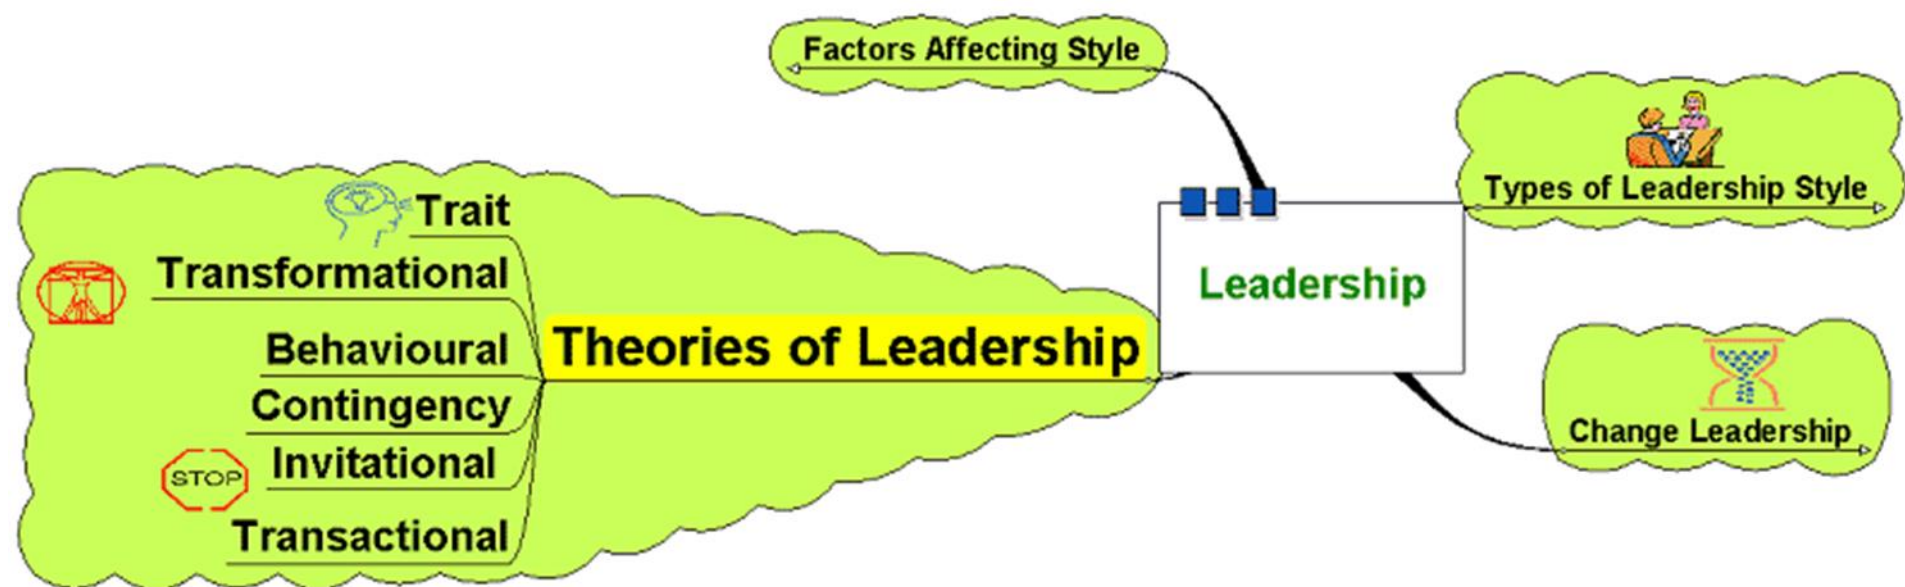 Factors Affecting Style
Types of Leadership Style
Leadership
Change Leadership
Theories of Leadership
Trait
Transformational
Behavioural
Contingency
STOP
Invitational
Transactional